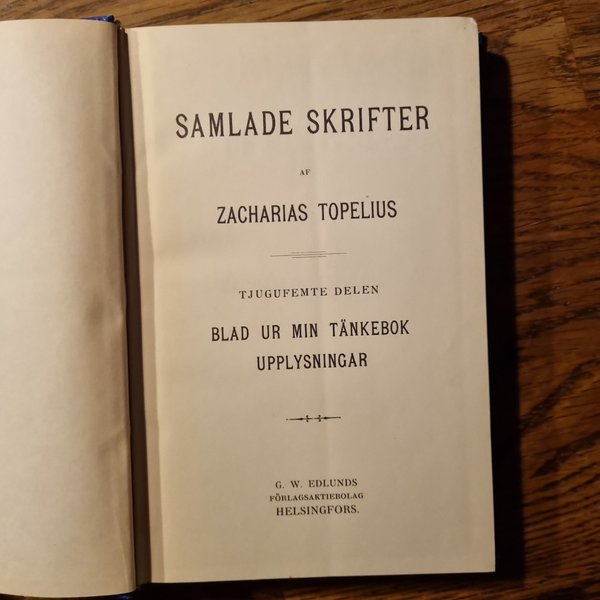 SAMLADE SKRIFTER
AF
ZACHARIAS TOPELIUS
TJUGUFEMTE DELEN
BLAD UR MIN TÄNKEBOK
UPPLYSNINGAR
G. W. EDLUNDS
FÖRLAGSAKTIEBOLAG
HELSINGFORS.